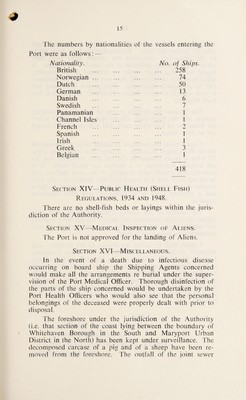 15
The numbers by nationalities of the vessels entering the
Port were as follows:—
Nationality. No. of Ships.
British ... ... ... ... 258
Norwegian ... ... ... ... 74
Dutch ... ... ... ... 50
German ... ... ... ... 13
Danish ... ... ... ... 6
Swedish ... ... ... ... 7
Panamanian ... ... ... 1
Channel Isles ... ... ... 1
French ... ... ... ... 2
Spanish ... ... ... ... 1
Irish ... ... ... ... 1
Greek ... ... ... ... 3
Belgian ... ... ... ... 1
418
SECTION XIV—PUBLIC HEALTH (SHELL FISH)
REGULATIONS, 1934 AND 1948.
There are no shell-fish beds or layings within the juris-
diction of the Authority.
SECTION XV—MEDICAL INSPECTION OF ALIENS.
The Port is not approved for the landing of Aliens.
SECTION XVI—MISCELLANEOUS.
In the event of a death due to infectious disease
occurring on board ship the Shipping Agents concerned
would make all the arrangements re burial under the super-
vision of the Port Medical Officer. Thorough disinfection of
the parts of the ship concerned would be undertaken by the
Port Health Officers who would also see that the personal
belongings of the deceased were properly dealt with prior to
disposal.
The foreshore under the jurisdiction of the Authority
(i.e. that section of the coast lying between the boundary of
Whitehaven Borough in the South and Maryport Urban
District in the North) has been kept under surveillance. The
decomposed carcase of a pig and of a sheep have been re-
moved from the foreshore. The outfall of the joint sewer